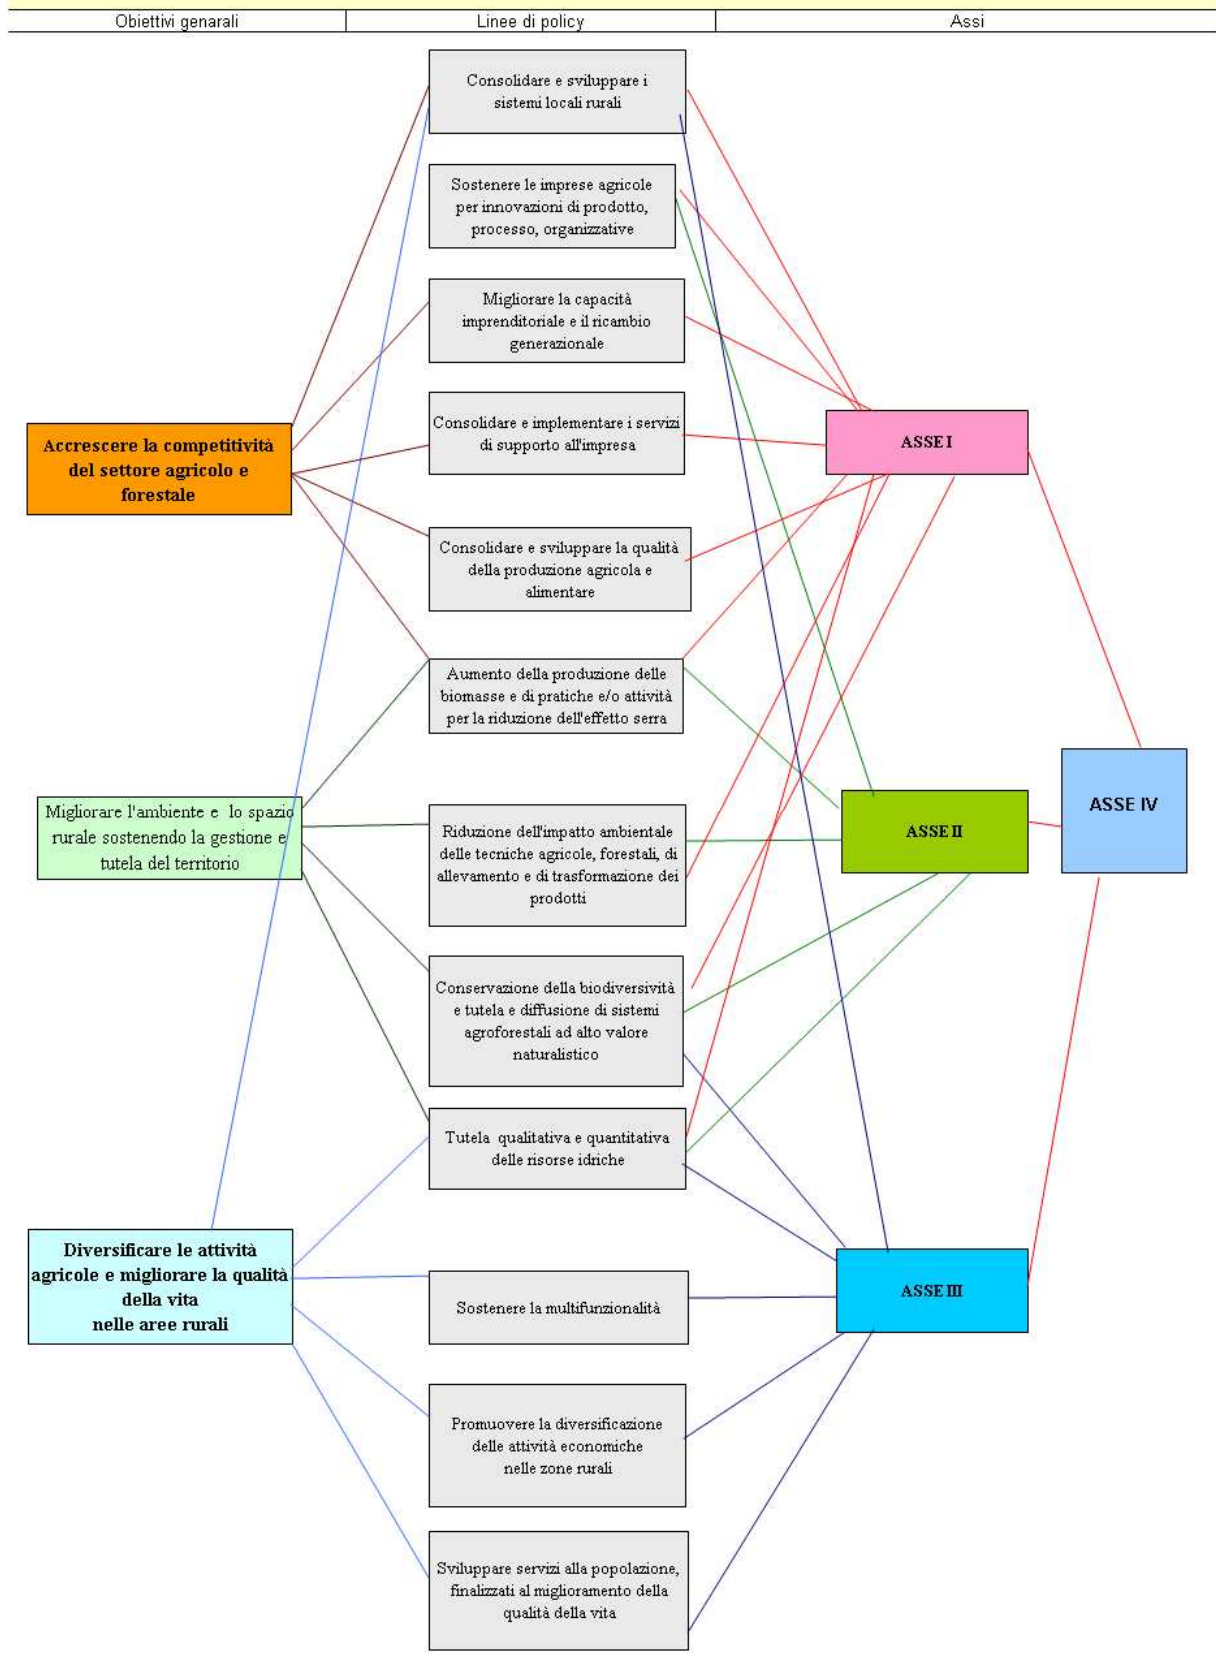 Obiettivi genarali
Linee di policy
Assi
Consolidare e sviluppare i
sistemi locali rurali
Sostenere le imprese agricole
per innovazioni di prodotto,
processo, organizzative
Migliorare la capacità
imprenditoriale e il ricambio
generazionale
Consolidare e implementare i servizi
di supporto all'impresa
Consolidare e sviluppare la qualità
della produzione agricola e
alimentare
Aumento della produzione delle
biomasse e di pratiche e/o attività
per la riduzione dell'effetto serra
Riduzione dell'impatto ambientale
delle tecniche agricole, forestali, di
allevamento e di trasformazione dei
prodotti
Conservazione della biodiversività
e tutela e diffusione di sistemi
agroforestali ad alto valore
naturalistico
Tutela qualitativa e quantitativa
delle risorse idriche
Sostenere la multifunzionalità
Promuovere la diversificazione
delle attività economiche
nelle zone rurali
Sviluppare servizi alla popolazione,
finalizzati al miglioramento della
qualità della vita
Accrescere la competitività
del settore agricolo e
forestale
Migliorare l'ambiente e lo spazio
rurale sostenendo la gestione e
tutela del territorio
Diversificare le attività
agricole e migliorare la qualità
della vita
nelle aree rurali
ASSE I
ASSE II
ASSE III
ASSE IV